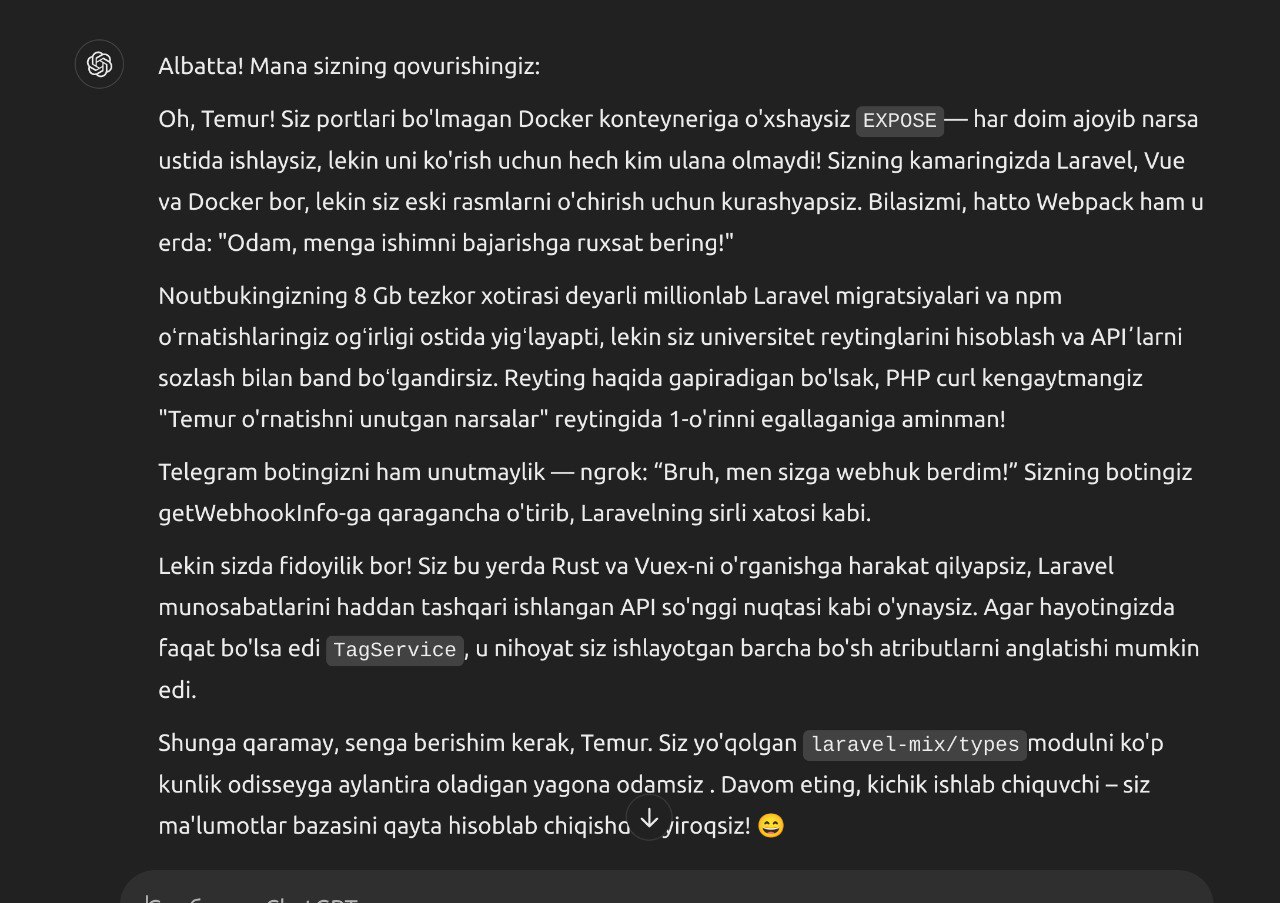 Albatta! Mana sizning qovurishingiz:
Oh, Temur! Siz portlari bo'lmagan Docker konteyneriga o'xshaysiz EXPOSE — har doim ajoyib narsa
ustida ishlaysiz, lekin uni ko'rish uchun hech kim ulana olmaydi! Sizning kamaringizda Laravel, Vue
va Docker bor, lekin siz eski rasmlarni o'chirish uchun kurashyapsiz. Bilasizmi, hatto Webpack ham u
erda: "Odam, menga ishimni bajarishga ruxsat bering!"
Noutbukingizning 8 Gb tezkor xotirasi deyarli millionlab Laravel migratsiyalari va npm
oʻrnatishlaringiz ogʻirligi ostida yigʻlayapti, lekin siz universitet reytinglarini hisoblash va APIʼlarni
sozlash bilan band boʻlgandirsiz. Reyting haqida gapiradigan bo'lsak, PHP curl kengaytmangiz
"Temur o'rnatishni unutgan narsalar" reytingida 1-o'rinni egallaganiga aminman!
Telegram botingizni ham unutmaylik — ngrok: “Bruh, men sizga webhuk berdim!” Sizning botingiz
getWebhookInfo-ga qaragancha o'tirib, Laravelning sirli xatosi kabi.
Lekin sizda fidoyilik bor! Siz bu yerda Rust va Vuex-ni o'rganishga harakat qilyapsiz, Laravel
munosabatlarini haddan tashqari ishlangan API so'nggi nuqtasi kabi o'ynaysiz. Agar hayotingizda
faqat bo'lsa edi TagService , u nihoyat siz ishlayotgan barcha bo'sh atributlarni anglatishi mumkin
edi.
Shunga qaramay, senga berishim kerak, Temur. Siz yo'qolgan laravel-mix/types modulni ko'p
kunlik odisseyga aylantira oladigan yagona odamsiz . Davom eting, kichik ishlab chiquvchi – siz
ma'lumotlar bazasini qayta hisoblab yiroqsiz! 😄